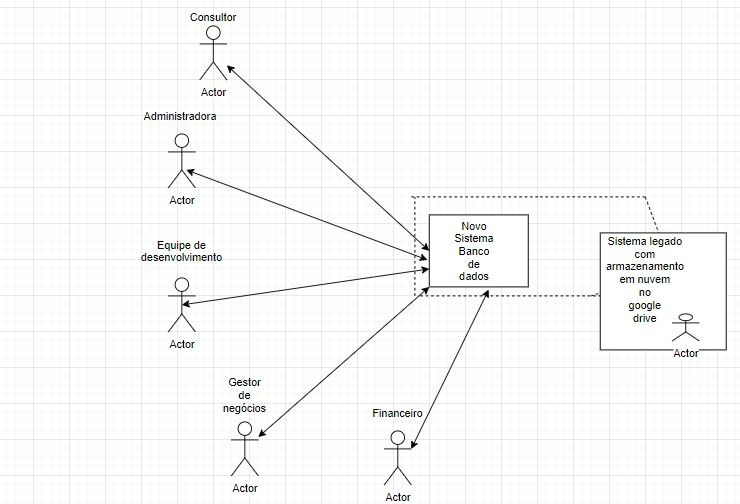 Consultor
Actor
Administradora
Actor
Equipe de
desenvolvimento
Actor
Gestor
de
negócios
Actor
Financeiro
Actor
Novo
Sistema
Banco
de
dados
Sistema legado
com
armazenamento
em nuvem
no
google
drive
Actor